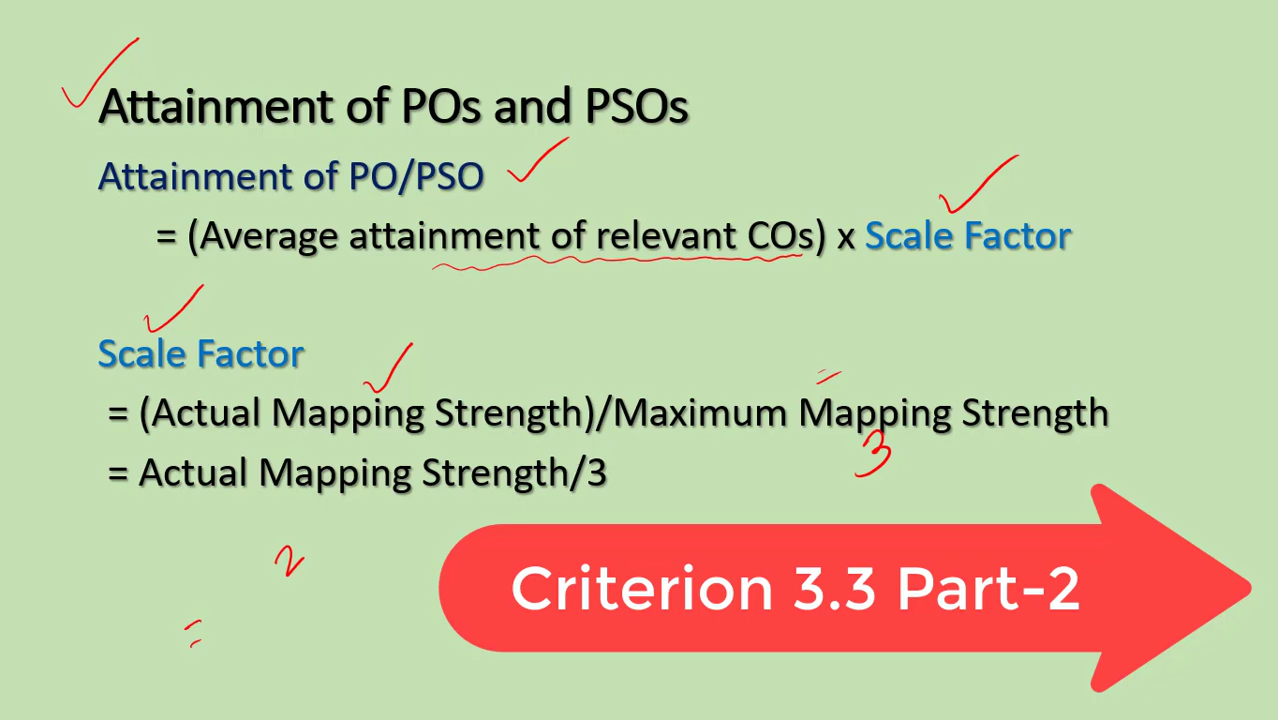 Attainment of POs and PSOs
Attainment of PO/PSO
= (Average attainment of relevant COs) x Scale Factor
Scale Factor
= (Actual Mapping Strength)/Maximum Mapping Strength
3
= Actual Mapping Strength/3
2
Criterion 3.3 Part-2
=